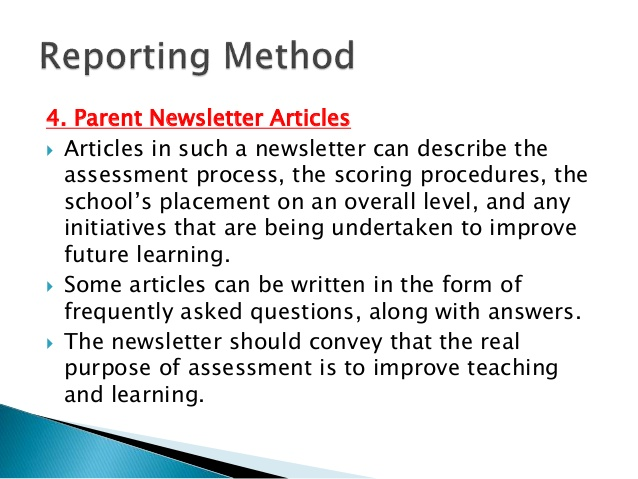 Reporting Method
4. Parent Newsletter Articles
Articles in such a newsletter can describe the
assessment process, the scoring procedures, the
school’s placement on an overall level, and any
initiatives that are being undertaken to improve
future learning.
Some articles can be written in the form of
frequently asked questions, along with answers.
The newsletter should convey that the real
purpose of assessment is to improve teaching
and learning.